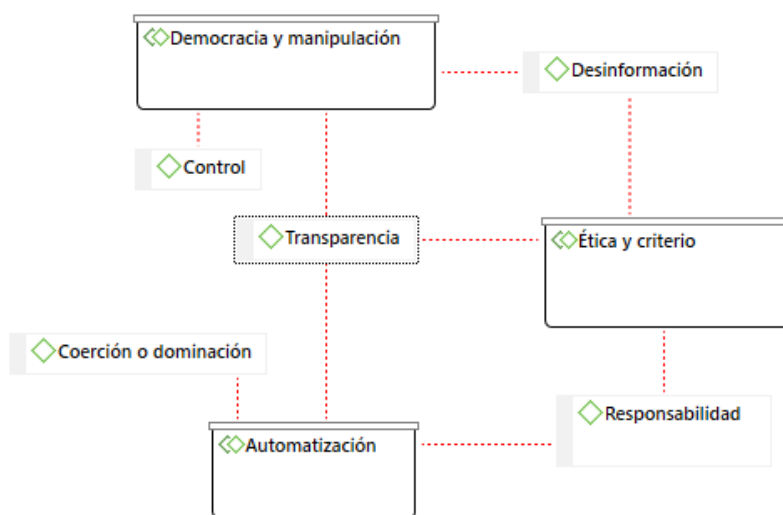 Democracia y manipulación
Desinformación
Control
Transparencia
Ética y criterio
Coerción o dominación
Responsabilidad
Automatización